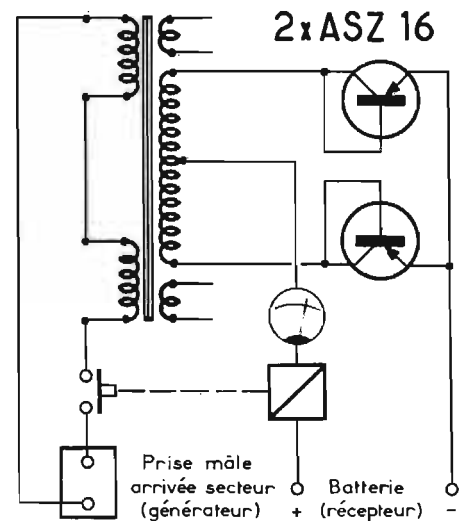 2xASZ 16
Prise mâle
arrivée secteur
(générateur)
Batterie
+ (récepteur) -